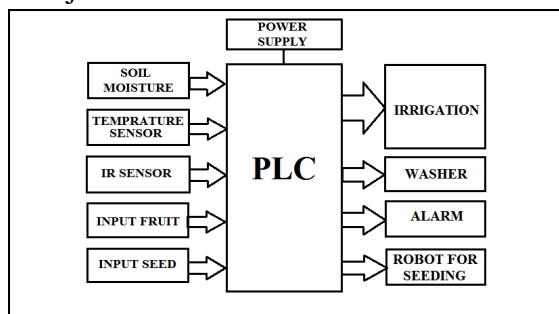 POWER
SUPPLY
SOIL
MOISTURE
TEMPRATURE
SENSOR
IR SENSOR
INPUT FRUIT
INPUT SEED
PLC
IRRIGATION
WASHER
ALARM
ROBOT FOR
SEEDING